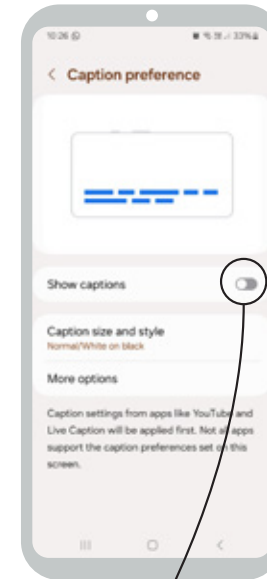 10:26
33%
< Caption preference
Show captions
Caption size and style
Normal/White on black
More options
Caption settings from apps like YouTube and
Live Caption will be applied first. Not all apps
support the caption preferences set on this
screen.